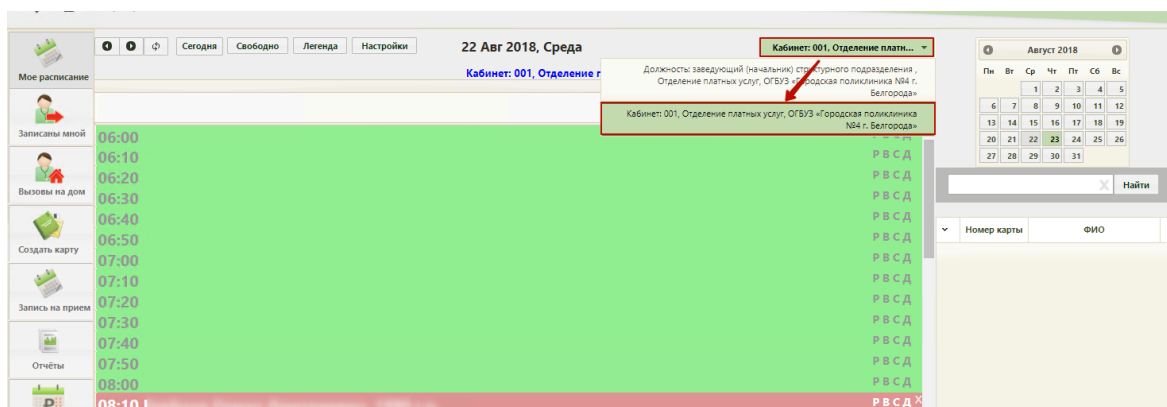 Сегодня Свободно Легенда Настройки
22 Авг 2018, Среда
Кабинет: 001, Отделение платн...
Кабинет: 001, Отделение
Должность: заведующий (начальник) структурного подразделения ,
Отделение платных услуг, ОГБУЗ «Городская поликлиника №4 г.
Белгорода»
Кабинет: 001, Отделение платных услуг, ОГБУЗ «Городская поликлиника
№4 г. Белгорода»
Мое расписание
Записаны мной
Вызовы на дом
Создать карту
Запись на прием
Отчёты
06:00
06:10 Р В С Д
06:20 Р В С Д
06:30 Р В С Д
06:40 Р В С Д
06:50 Р В С Д
07:00 Р В С Д
07:10 Р В С Д
07:20 Р В С Д
07:30 Р В С Д
07:40 Р В С Д
07:50 Р В С Д
08:00 Р В С Д
08:10 Р В С Д X
Август 2018
Пн Вт Ср Чт Пт Сб Вс
1 2 3 4 5
6 7 8 9 10 11 12
13 14 15 16 17 18 19
20 21 22 23 24 25 26
27 28 29 30 31
X Найти
Номер карты ФИО